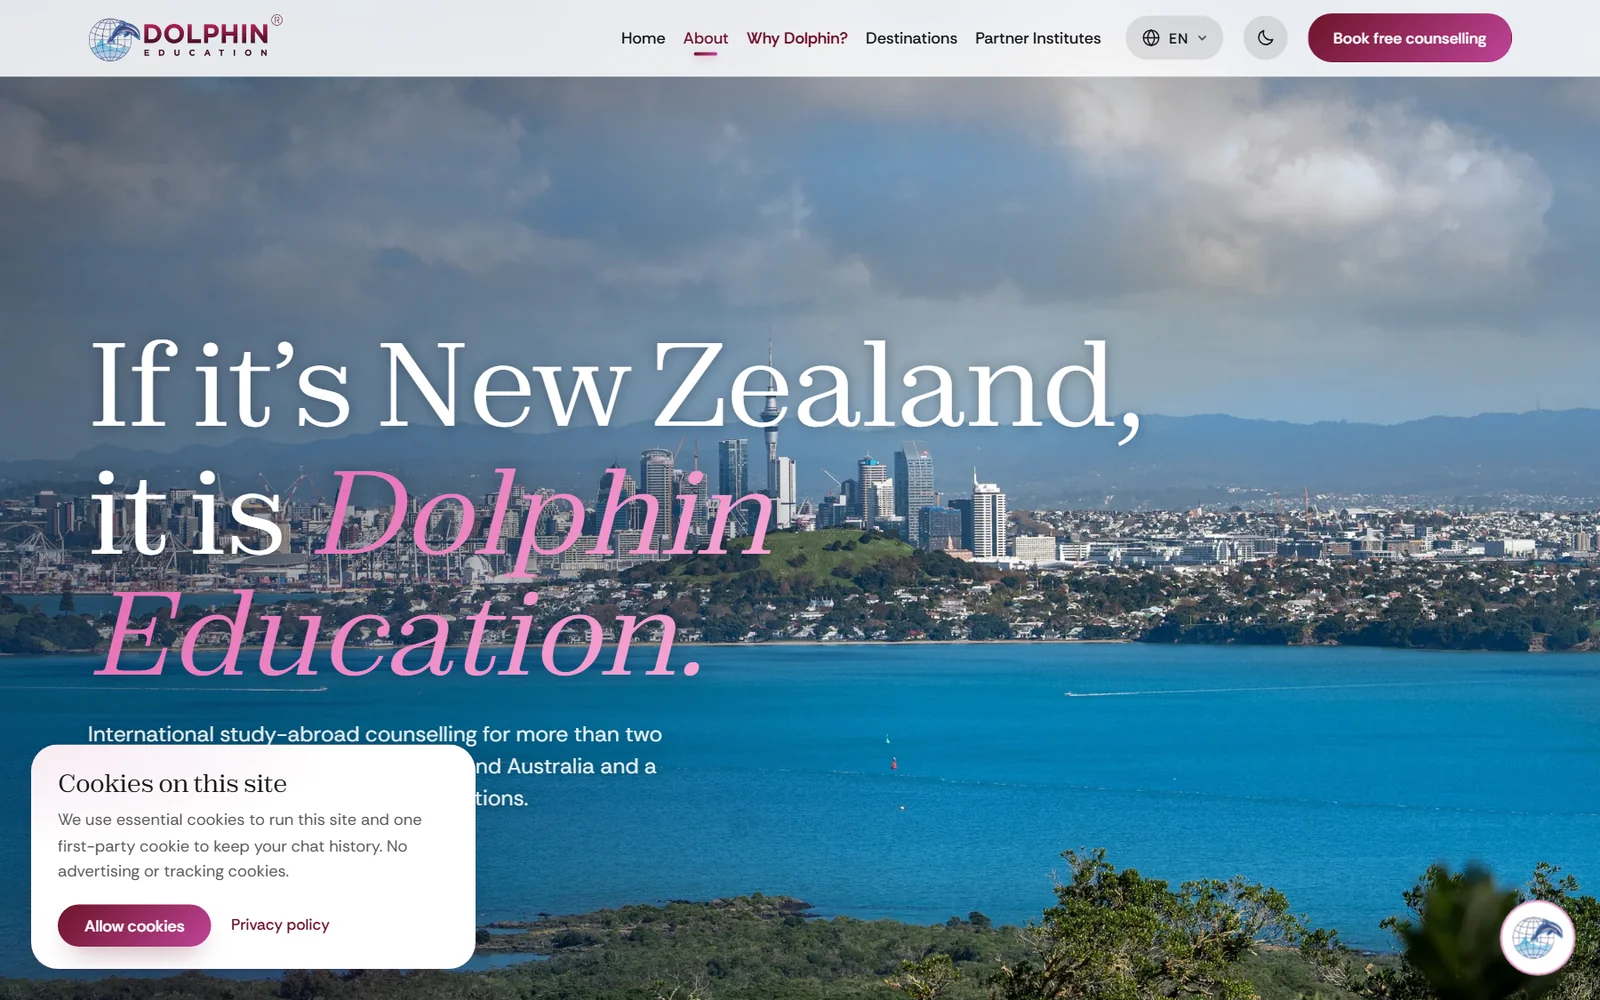 DOLPHIN ®
EDUCATION
Home About Why Dolphin? Destinations Partner Institutes EN Book free counselling
If it’s New Zealand,
it is Dolphin
Education.
International study-abroad counselling for more than two
nd Australia and a
tions.
Cookies on this site
We use essential cookies to run this site and one
first-party cookie to keep your chat history. No
advertising or tracking cookies.
Allow cookies Privacy policy